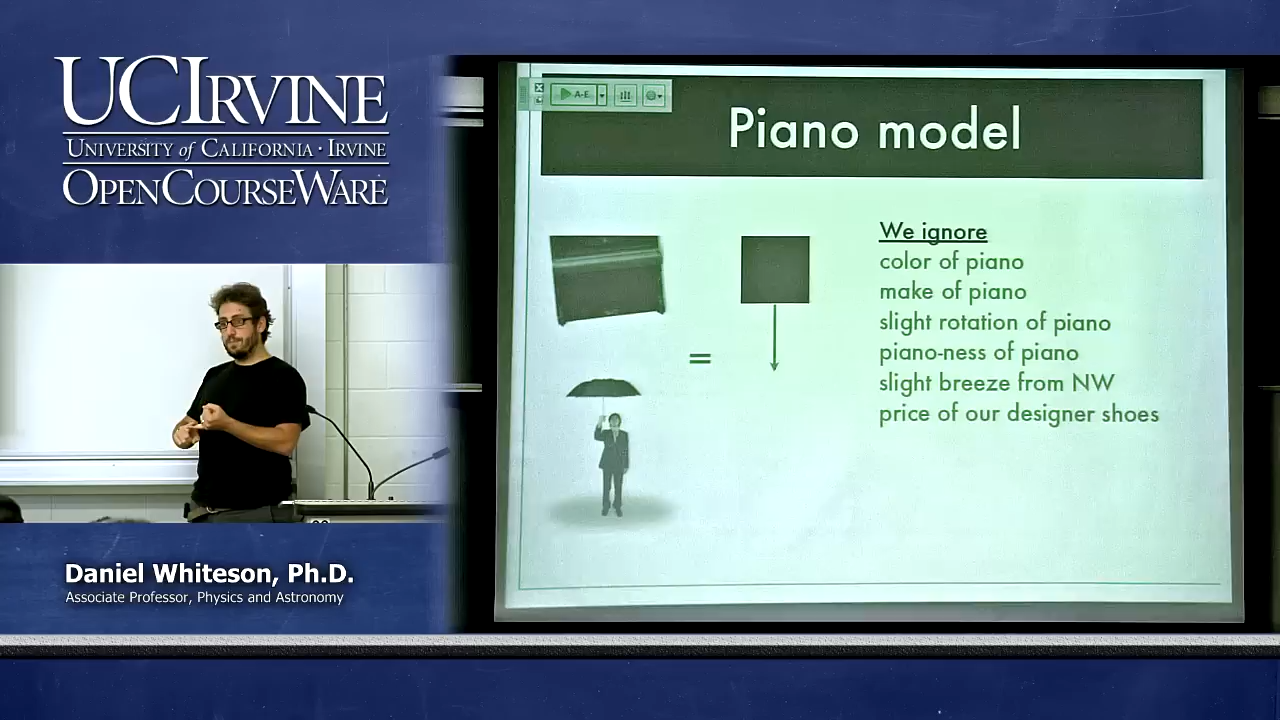 UCIRVINE
UNIVERSITY of CALIFORNIA · IRVINE
OPENCOURSEWARE
Daniel Whiteson, Ph.D.
Associate Professor, Physics and Astronomy
A-E
Piano model
We ignore
color of piano
make of piano
slight rotation of piano
piano-ness of piano
slight breeze from NW
price of our designer shoes
=